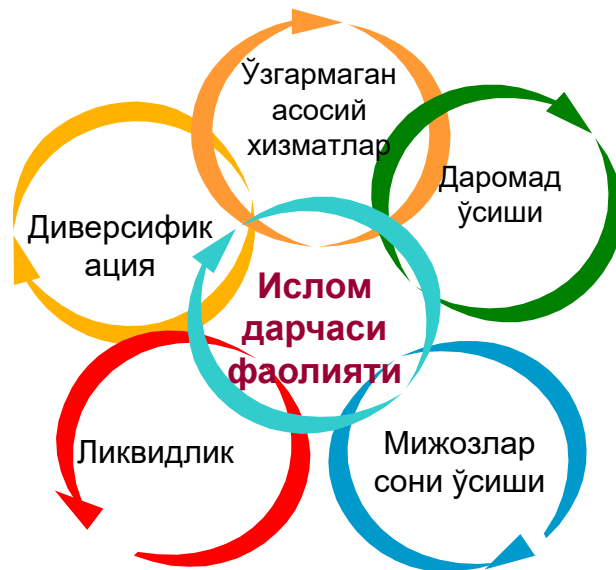 Ўзгармаган
асосий
хизматлар
Даромад
ўсиши
Диверсифик
ация
Ислом
дарчаси
фаолияти
Ликвидлик
Мижозлар
сони ўсиши